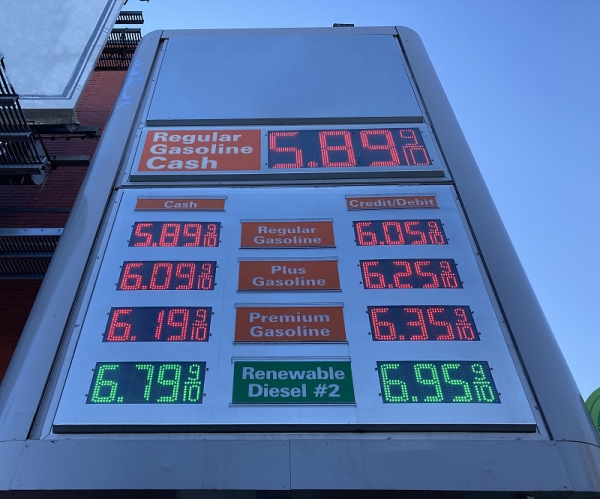 Regular
Gasoline
Cash
5.89 9/10
Cash
Credit/Debit
5.89 9/10
Regular
Gasoline
6.05 9/10
6.09 9/10
Plus
Gasoline
6.25 9/10
6.19 9/10
Premium
Gasoline
6.35 9/10
6.79 9/10
Renewable
Diesel #2
6.95 9/10